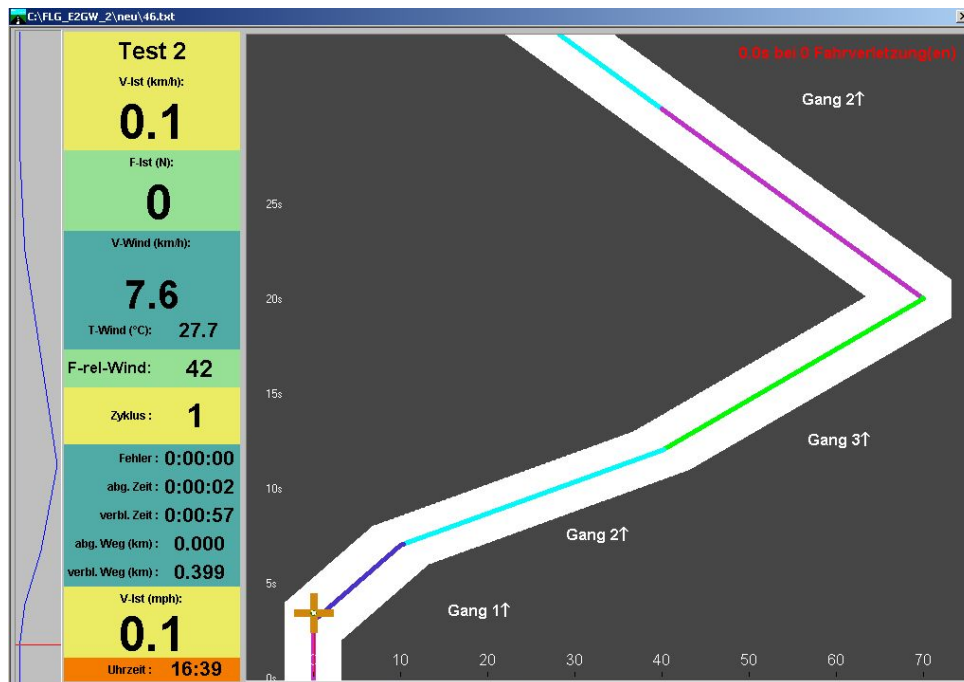 C:\FLG_E2GW_2\neu\46.txt
Test 2
V-Ist (km/h):
0.1
F-Ist (N):
0
V-Wind (km/h):
7.6
T-Wind (°C): 27.7
F-rel-Wind: 42
Zyklus : 1
Fehler : 0:00:00
abg. Zeit : 0:00:02
verbl. Zeit : 0:00:57
abg. Weg (km) : 0.000
verbl. Weg (km) : 0.399
V-Ist (mph):
0.1
Uhrzeit : 16:39
0.0s bei 0 Fahrverletzung(en)
Gang 2↑
25s
20s
15s
Gang 3↑
10s
Gang 2↑
5s
Gang 1↑
0s
0 10 20 30 40 50 60 70